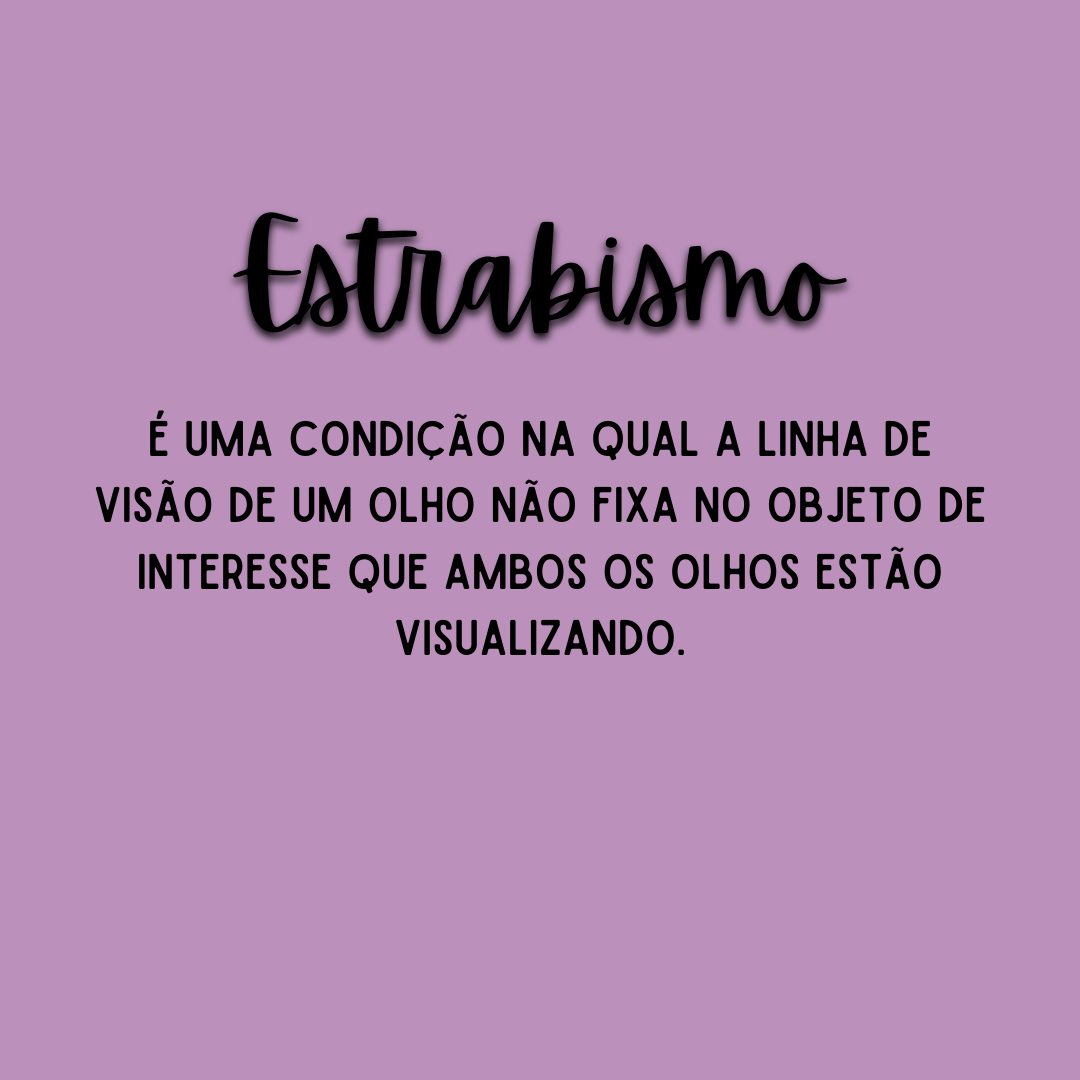 Estrabismo
É UMA CONDIÇÃO NA QUAL A LINHA DE
VISÃO DE UM OLHO NÃO FIXA NO OBJETO DE
INTERESSE QUE AMBOS OS OLHOS ESTÃO
VISUALIZANDO.